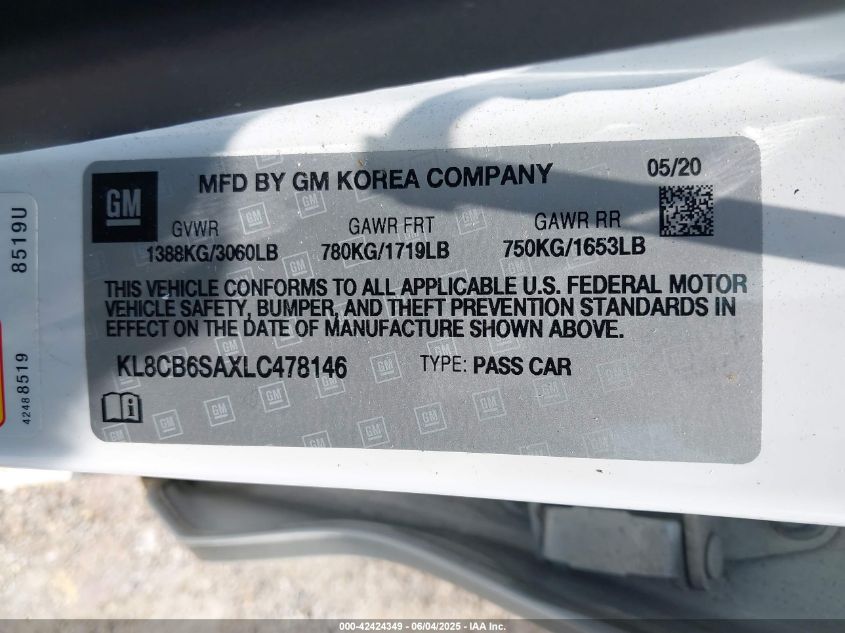 MFD BY GM KOREA COMPANY
05/20
GM
GVWR
GAWR FRT
GAWR RR
1388KG/3060LB
780KG/1719LB
750KG/1653LB
THIS VEHICLE CONFORMS TO ALL APPLICABLE U.S. FEDERAL MOTOR
VEHICLE SAFETY, BUMPER, AND THEFT PREVENTION STANDARDS IN
EFFECT ON THE DATE OF MANUFACTURE SHOWN ABOVE.
KL8CB6SAXLC478146
TYPE: PASS CAR
8519U
4248 8519
000-42424349 - 06/04/2025 - IAA Inc.